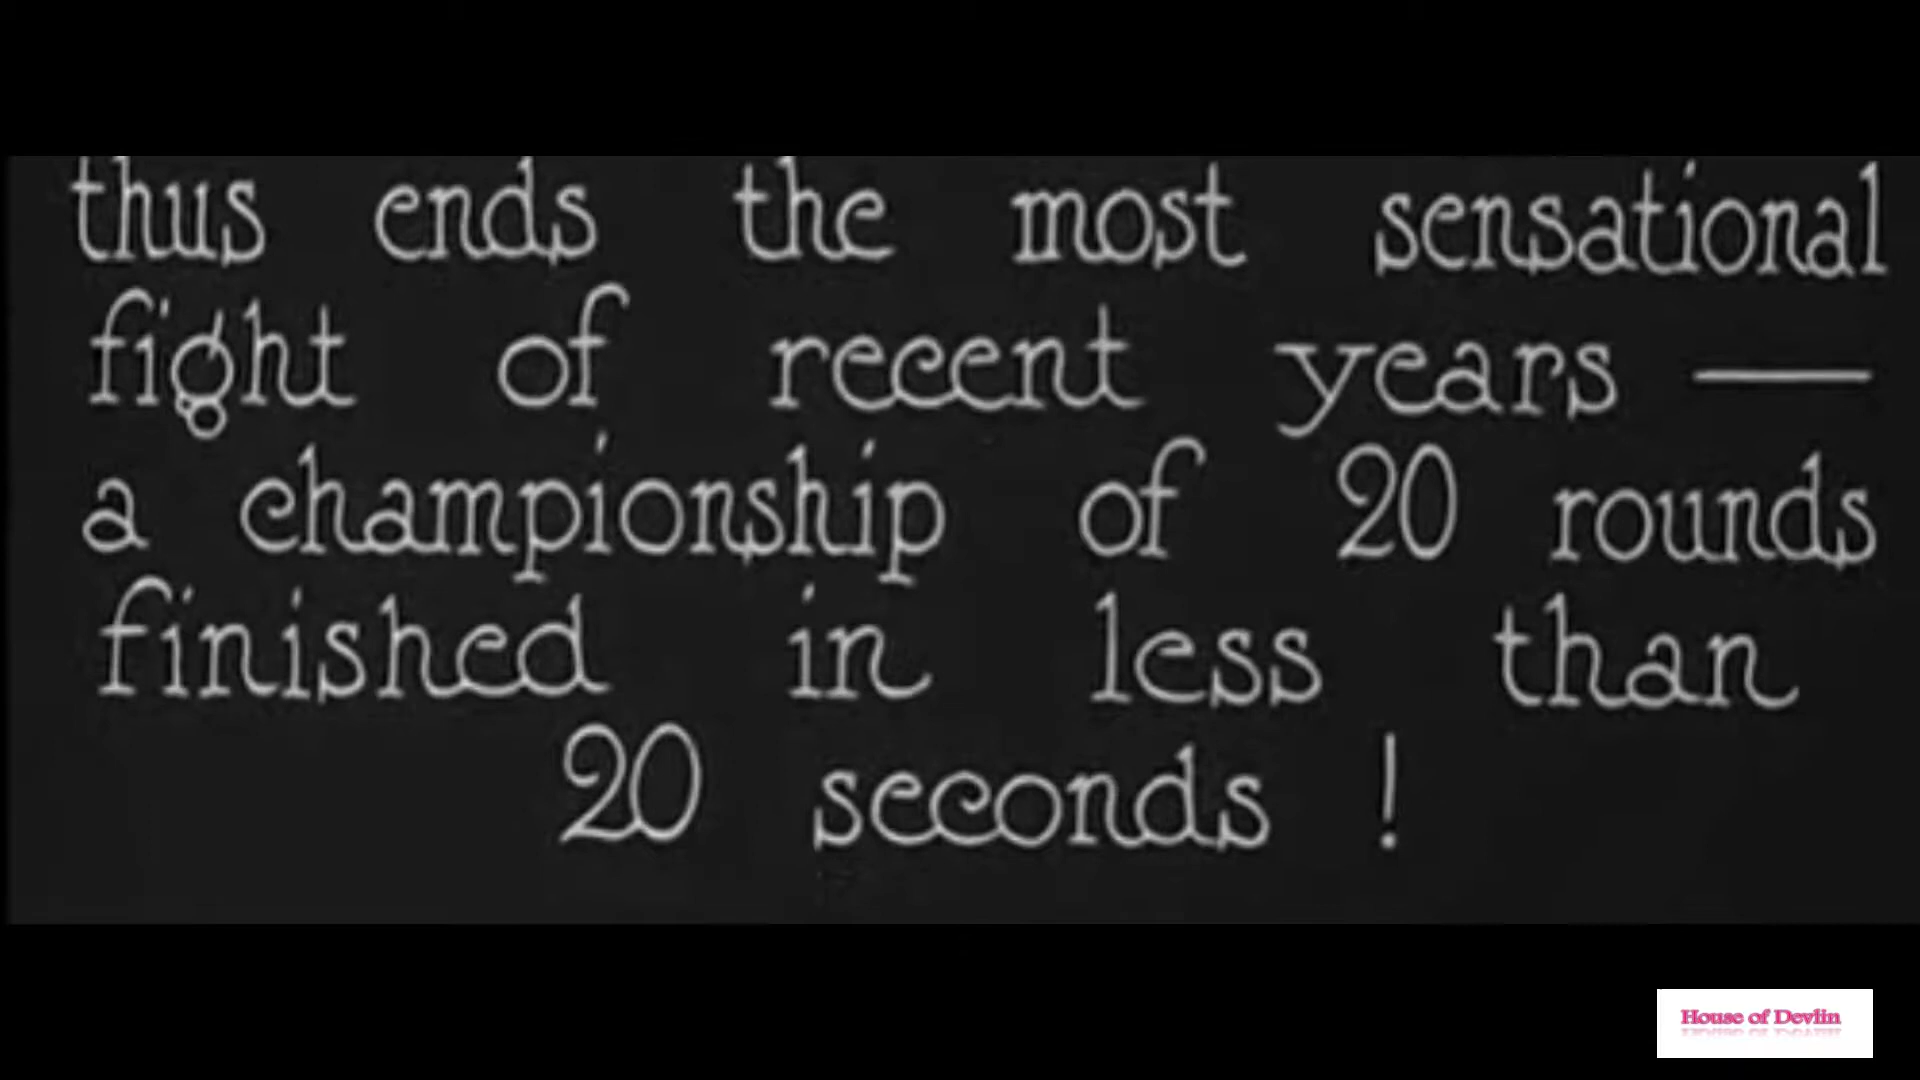 thus ends the most sensational
fight of recent years —
a championship of 20 rounds
finished in less than
20 seconds !
House of Devlin